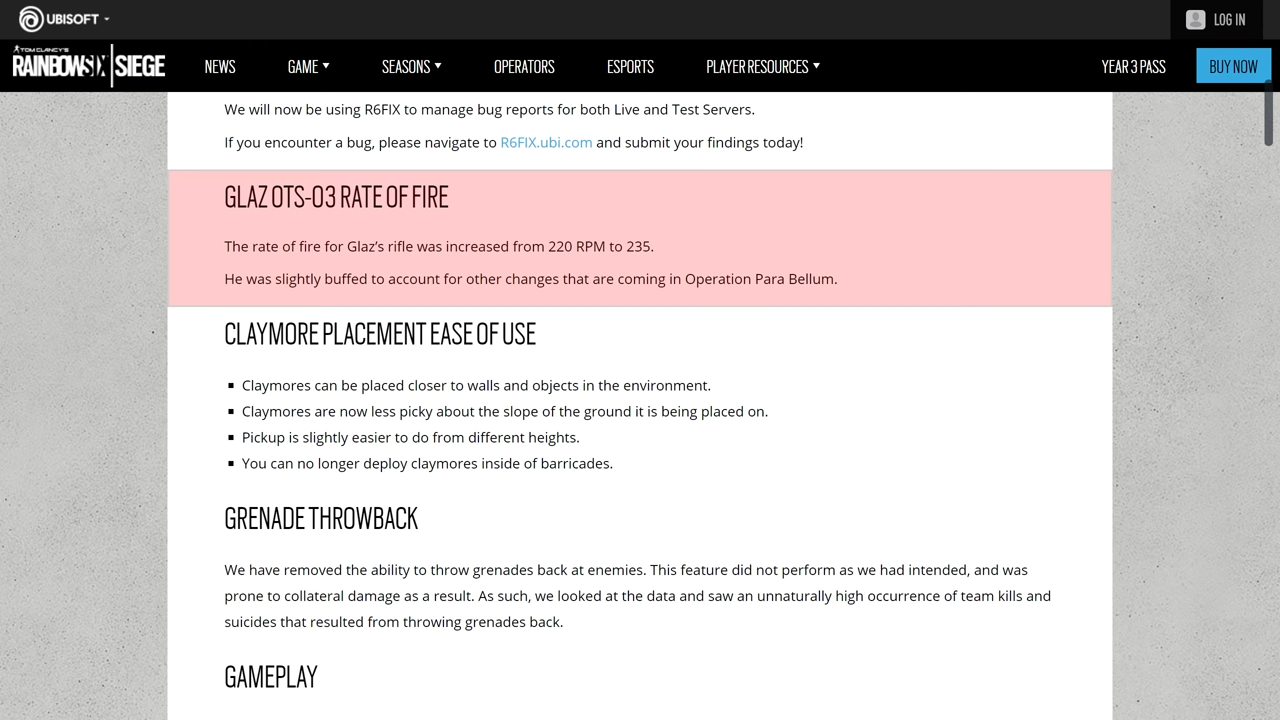 UBISOFT
LOG IN
TOM CLANCY'S
RAINBOWSIX | SIEGE
NEWS
GAME
SEASONS
OPERATORS
ESPORTS
PLAYER RESOURCES
YEAR 3 PASS
BUY NOW
We will now be using R6FIX to manage bug reports for both Live and Test Servers.
If you encounter a bug, please navigate to R6FIX.ubi.com and submit your findings today!
GLAZ OTS-03 RATE OF FIRE
The rate of fire for Glaz’s rifle was increased from 220 RPM to 235.
He was slightly buffed to account for other changes that are coming in Operation Para Bellum.
CLAYMORE PLACEMENT EASE OF USE
▪ Claymores can be placed closer to walls and objects in the environment.
▪ Claymores are now less picky about the slope of the ground it is being placed on.
▪ Pickup is slightly easier to do from different heights.
▪ You can no longer deploy claymores inside of barricades.
GRENADE THROWBACK
We have removed the ability to throw grenades back at enemies. This feature did not perform as we had intended, and was
prone to collateral damage as a result. As such, we looked at the data and saw an unnaturally high occurrence of team kills and
suicides that resulted from throwing grenades back.
GAMEPLAY